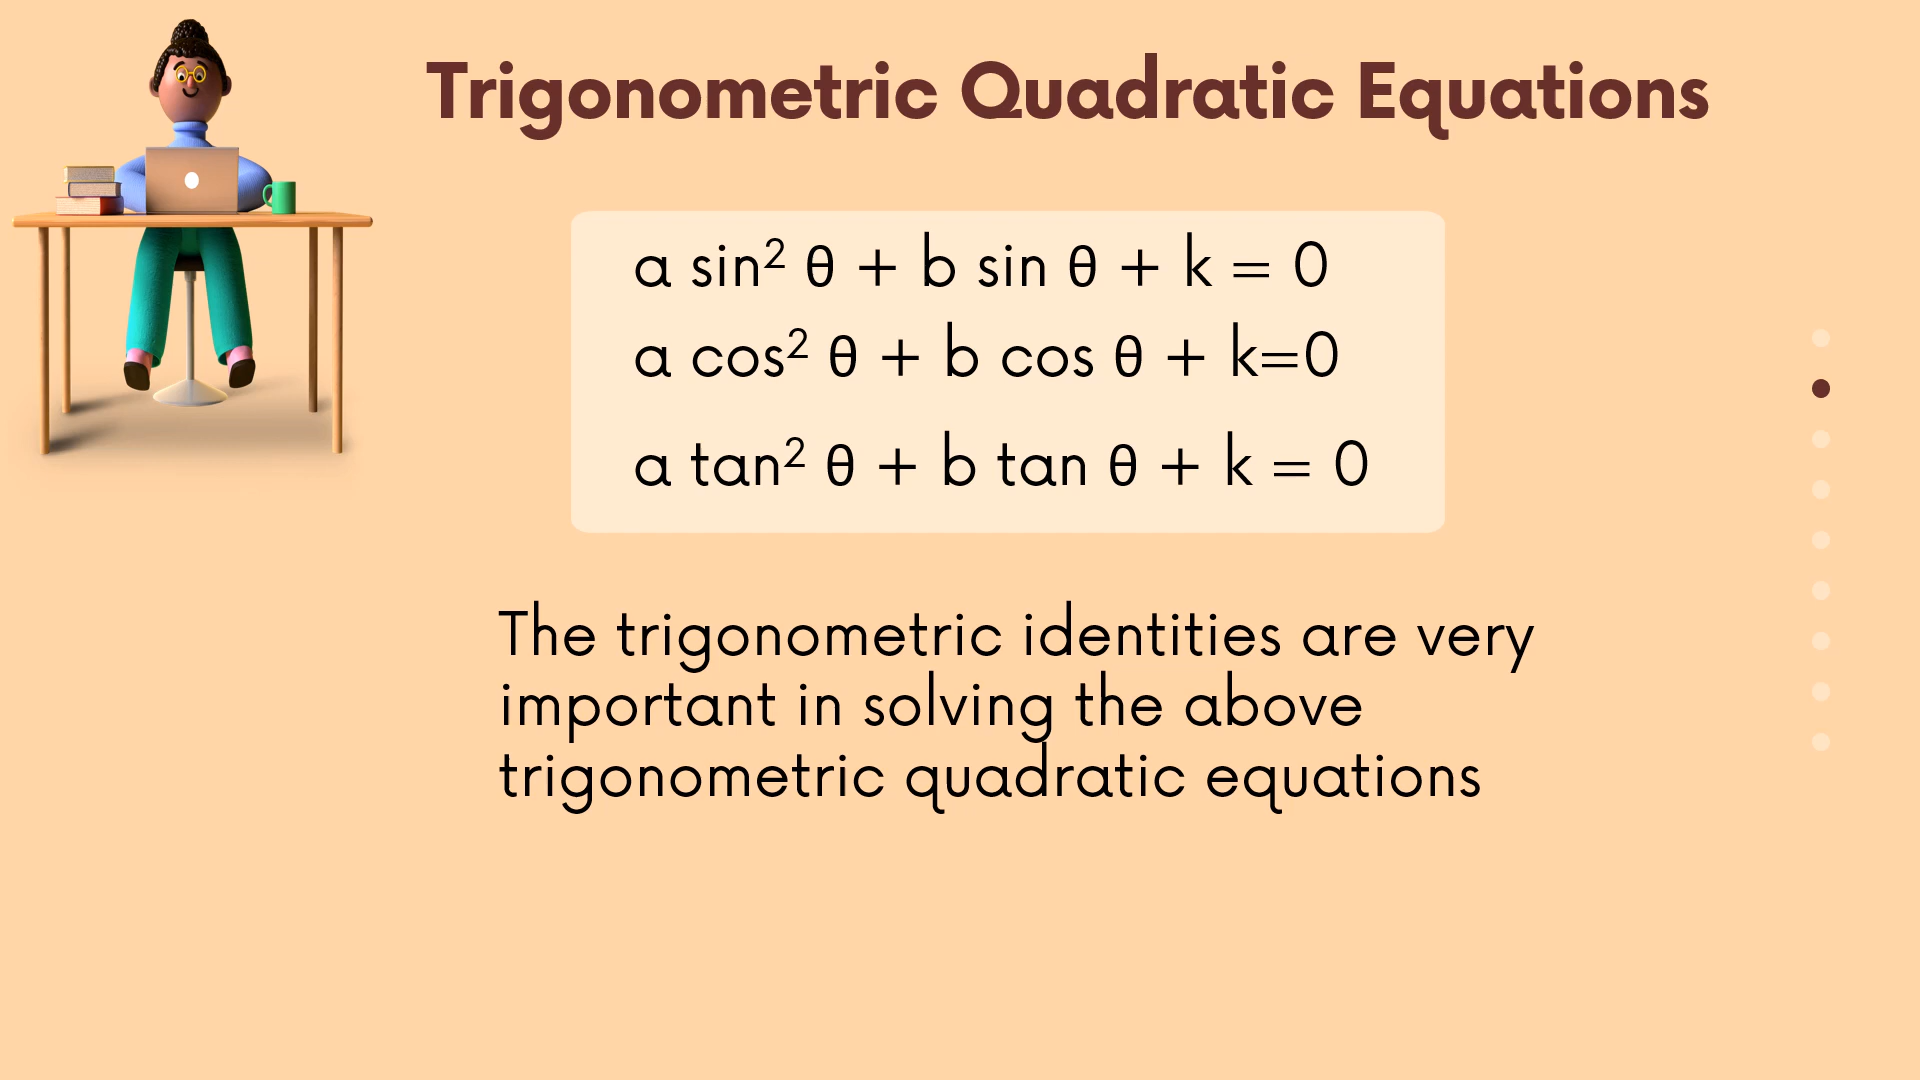 Trigonometric Quadratic Equations
a sin² θ + b sin θ + k = 0
a cos² θ + b cos θ + k=0
a tan² θ + b tan θ + k = 0
The trigonometric identities are very
important in solving the above
trigonometric quadratic equations